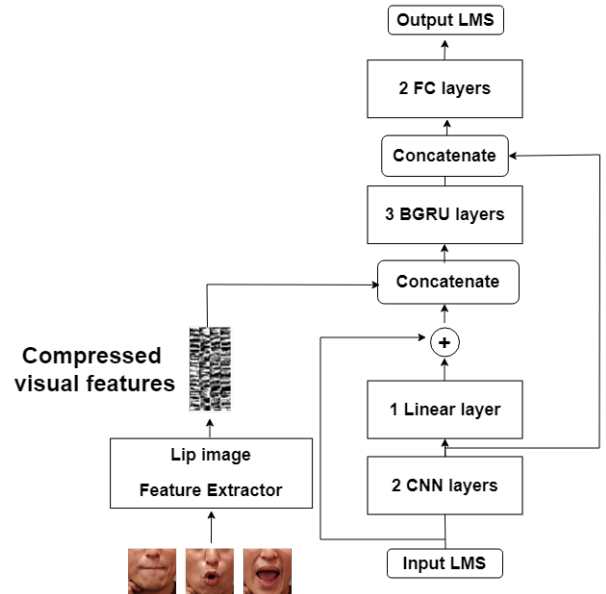 Output LMS
2 FC layers
Concatenate
3 BGRU layers
Concatenate
+
Compressed
visual features
1 Linear layer
Lip image
Feature Extractor
2 CNN layers
Input LMS